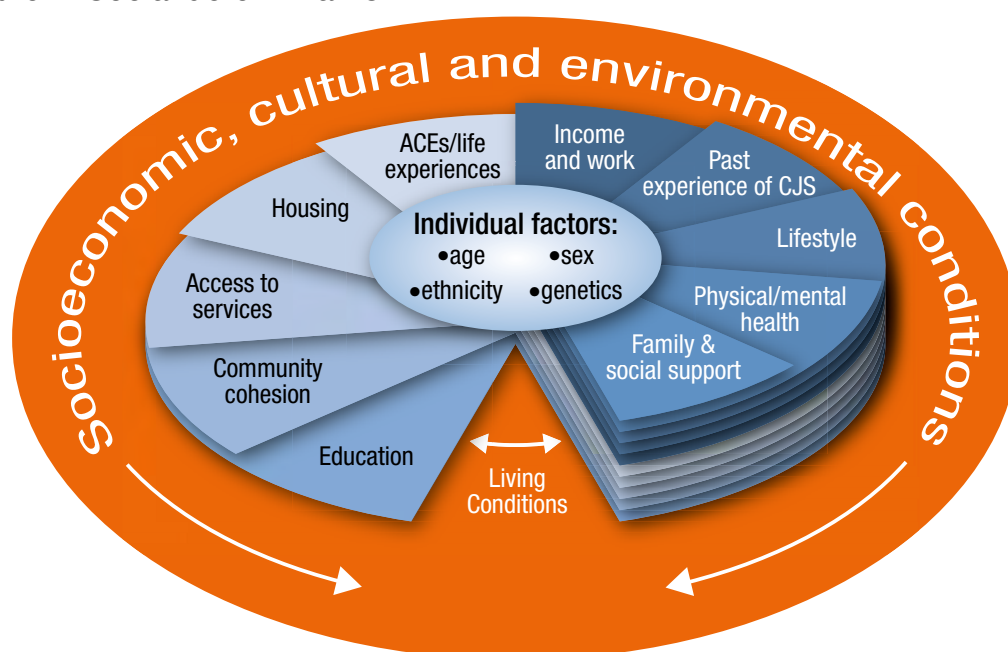 Socioeconomic, cultural and environmental conditions
ACEs/life
experiences
Income
and work
Past
experience of CJS
Housing
Lifestyle
Individual factors:
•age •sex
•ethnicity •genetics
Access to
services
Physical/mental
health
Family &
social support
Community
cohesion
Education
Living
Conditions